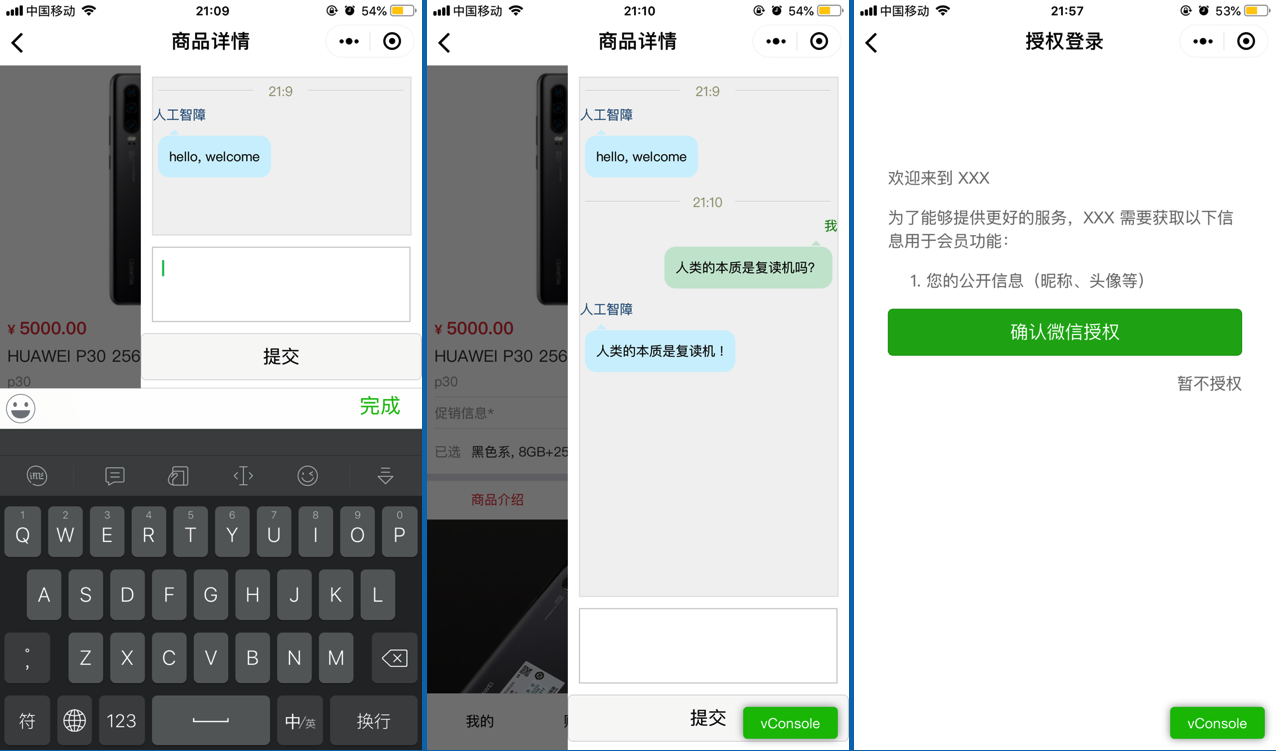 中国移动 21:09 54%
商品详情
21:9
人工智障
hello, welcome
¥ 5000.00
HUAWEI P30 256
p30
提交
完成
imz
1 2 3 4 5 6 7 8 9 0
Q W E R T Y U I O P
A S D F G H J K L
。, Z X C V B N M
符 123 中/英 换行
中国移动 21:10 54%
商品详情
21:9
人工智障
hello, welcome
21:10
我
人类的本质是复读机吗?
人工智障
人类的本质是复读机！
¥ 5000.00
HUAWEI P30 256
p30
促销信息*
已选 黑色系, 8GB+25
商品介绍
HUAWEI
我的
提交
vConsole
中国移动 21:57 53%
授权登录
欢迎来到 XXX
为了能够提供更好的服务，XXX 需要获取以下信
息用于会员功能：
1. 您的公开信息（昵称、头像等）
确认微信授权
暂不授权
vConsole